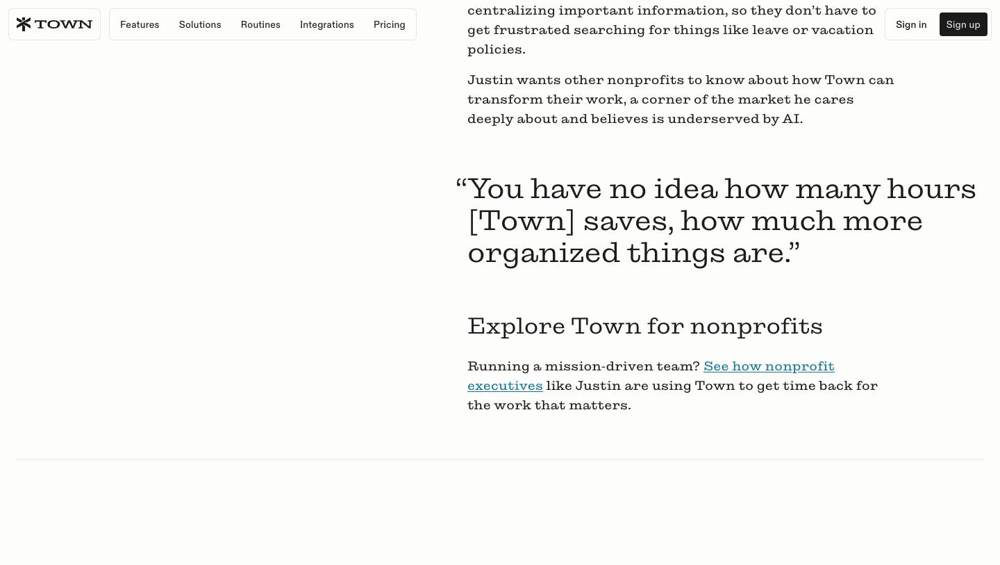 TOWN
Features Solutions Routines Integrations Pricing
Sign in Sign up
centralizing important information, so they don't have to
get frustrated searching for things like leave or vacation
policies.
Justin wants other nonprofits to know about how Town can
transform their work, a corner of the market he cares
deeply about and believes is underserved by AI.
“You have no idea how many hours
[Town] saves, how much more
organized things are.”
Explore Town for nonprofits
Running a mission-driven team? See how nonprofit
executives like Justin are using Town to get time back for
the work that matters.